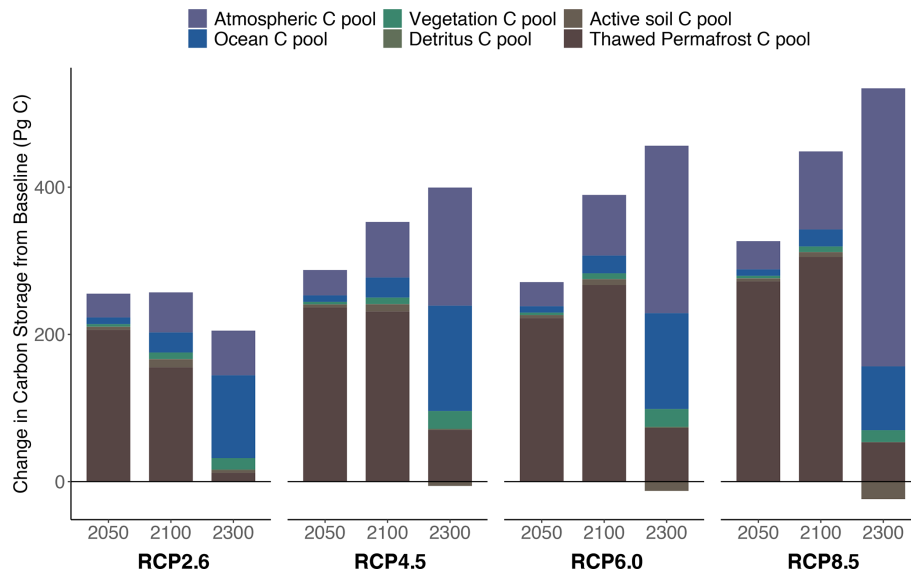 Atmospheric C pool Vegetation C pool Active soil C pool
Ocean C pool Detritus C pool Thawed Permafrost C pool
Change in Carbon Storage from Baseline (Pg C)
400
200
0
2050 2100 2300 2050 2100 2300 2050 2100 2300 2050 2100 2300
RCP2.6 RCP4.5 RCP6.0 RCP8.5